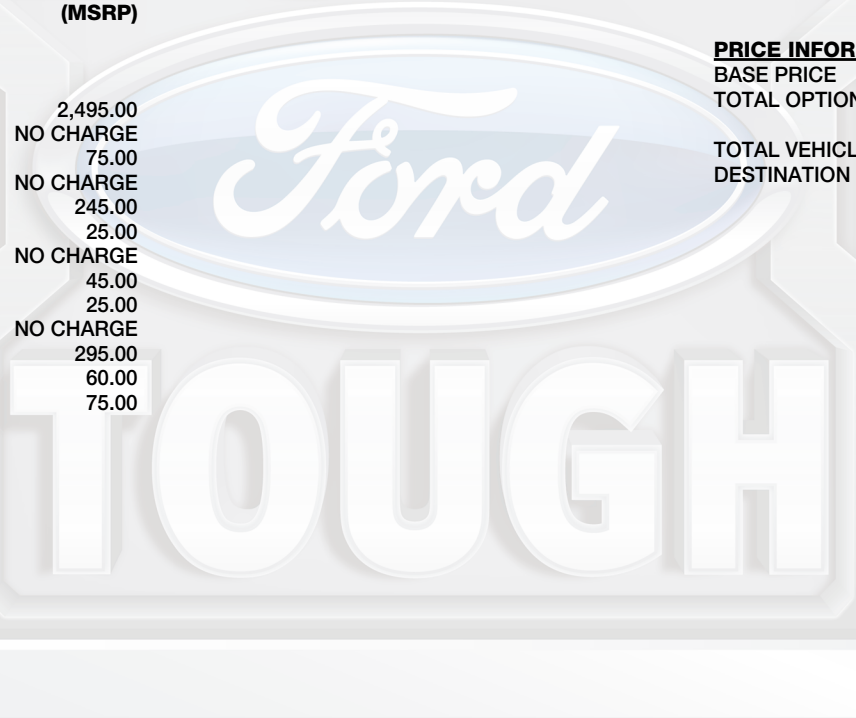 (MSRP)
2,495.00
NO CHARGE
75.00
NO CHARGE
245.00
25.00
NO CHARGE
45.00
25.00
NO CHARGE
295.00
60.00
75.00
PRICE INFOR
BASE PRICE
TOTAL OPTION
TOTAL VEHICL
DESTINATION
Ford
TOUGH